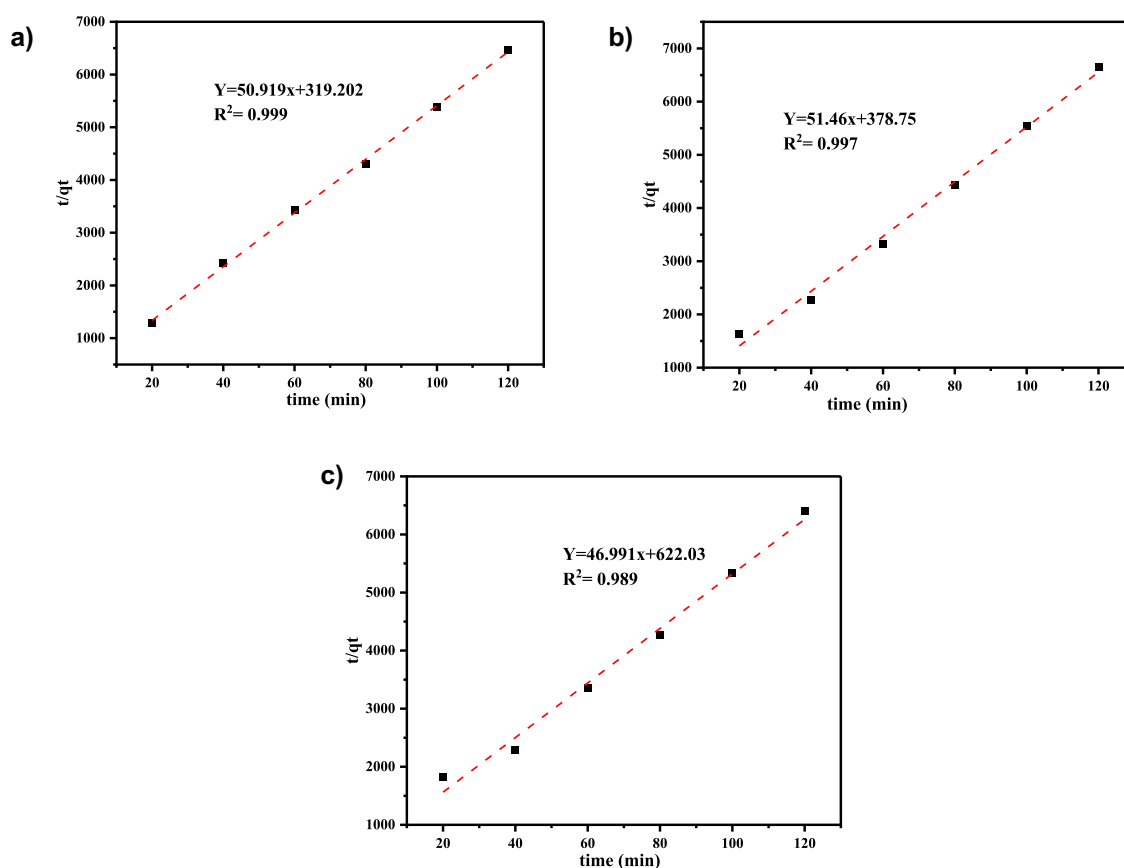 a)
7000
6000
5000
4000
3000
2000
1000
t/qt
Y=50.919x+319.202
R²= 0.999
20 40 60 80 100 120
time (min)
b)
7000
6000
5000
4000
3000
2000
1000
t/qt
Y=51.46x+378.75
R²= 0.997
20 40 60 80 100 120
time (min)
c)
7000
6000
5000
4000
3000
2000
1000
t/qt
Y=46.991x+622.03
R²= 0.989
20 40 60 80 100 120
time (min)